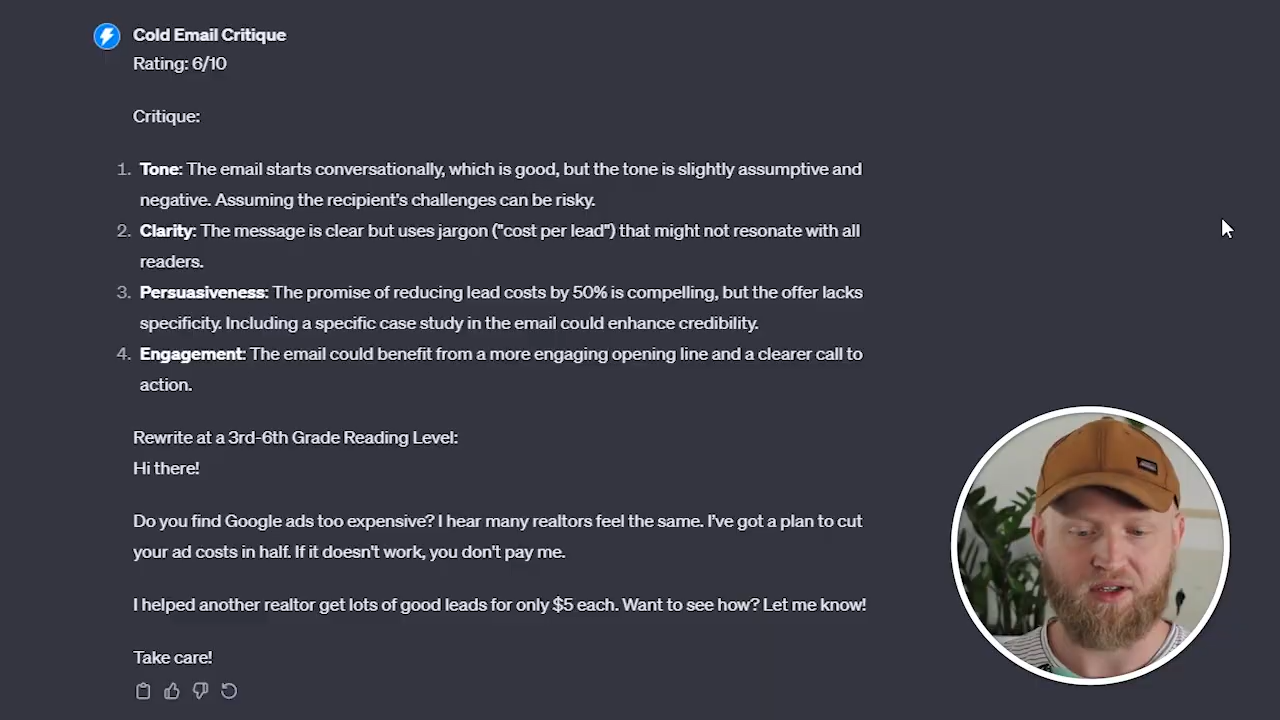 Cold Email Critique
Rating: 6/10
Critique:
1. Tone: The email starts conversationally, which is good, but the tone is slightly assumptive and
negative. Assuming the recipient's challenges can be risky.
2. Clarity: The message is clear but uses jargon ("cost per lead") that might not resonate with all
readers.
3. Persuasiveness: The promise of reducing lead costs by 50% is compelling, but the offer lacks
specificity. Including a specific case study in the email could enhance credibility.
4. Engagement: The email could benefit from a more engaging opening line and a clearer call to
action.
Rewrite at a 3rd-6th Grade Reading Level:
Hi there!
Do you find Google ads too expensive? I hear many realtors feel the same. I've got a plan to cut
your ad costs in half. If it doesn't work, you don't pay me.
I helped another realtor get lots of good leads for only $5 each. Want to see how? Let me know!
Take care!